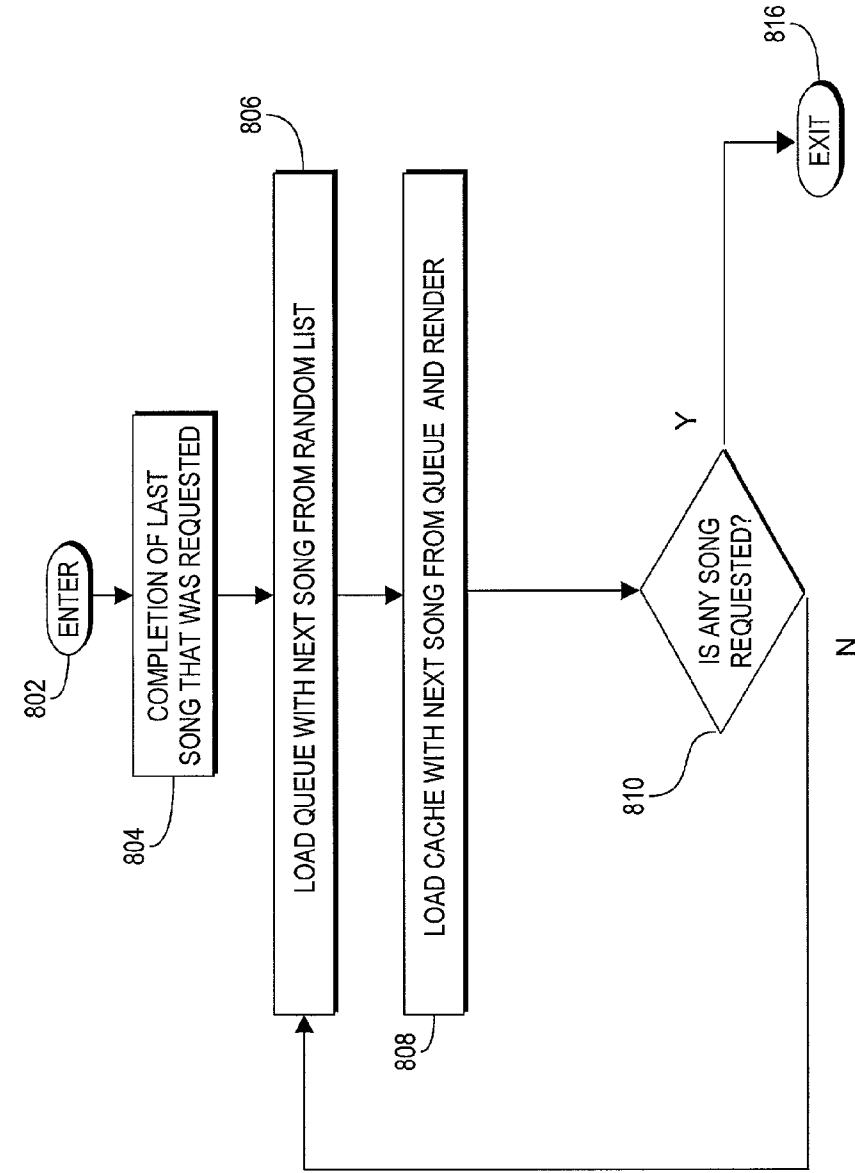 802
ENTER
804
COMPLETION OF LAST
SONG THAT WAS REQUESTED
806
LOAD QUEUE WITH NEXT SONG FROM RANDOM LIST
808
LOAD CACHE WITH NEXT SONG FROM QUEUE AND RENDER
810
IS ANY SONG
REQUESTED?
Y
N
EXIT
816